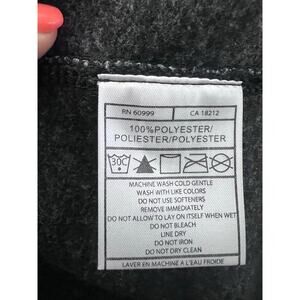 RN 60999 CA 18212
100%POLYESTER/
POLIESTER/POLYESTER
30C
MACHINE WASH COLD GENTLE
WASH WITH LIKE COLORS
DO NOT USE SOFTENERS
REMOVE IMMEDIATELY
DO NOT ALLOW TO LAY ON ITSELF WHEN WET
DO NOT BLEACH
LINE DRY
DO NOT IRON
DO NOT DRY CLEAN
LAVER EN MACHINE A L'EAU FROIDE